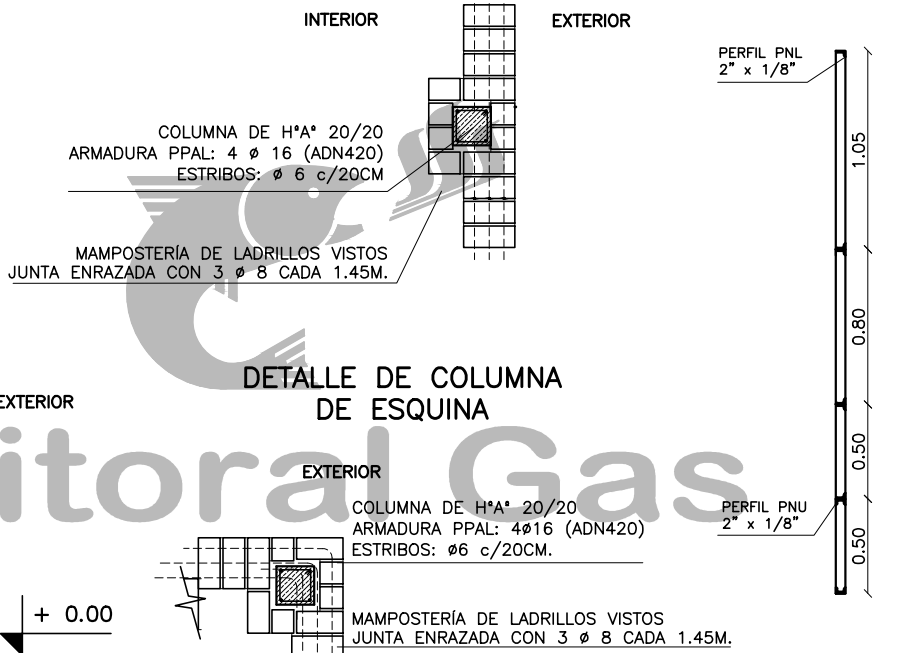 INTERIOR
EXTERIOR
PERFIL PNL
2" x 1/8"
COLUMNA DE HºAº 20/20
ARMADURA PPAL: 4 ø 16 (ADN420)
ESTRIBOS: ø 6 c/20CM
1.05
MAMPOSTERÍA DE LADRILLOS VISTOS
JUNTA ENRAZADA CON 3 ø 8 CADA 1.45M.
0.80
DETALLE DE COLUMNA
DE ESQUINA
EXTERIOR
itoral Gas
0.50
EXTERIOR
COLUMNA DE HºAº 20/20
ARMADURA PPAL: 4ø16 (ADN420)
ESTRIBOS: ø6 c/20CM.
PERFIL PNU
2" x 1/8"
0.50
+ 0.00
MAMPOSTERÍA DE LADRILLOS VISTOS
JUNTA ENRAZADA CON 3 ø 8 CADA 1.45M.